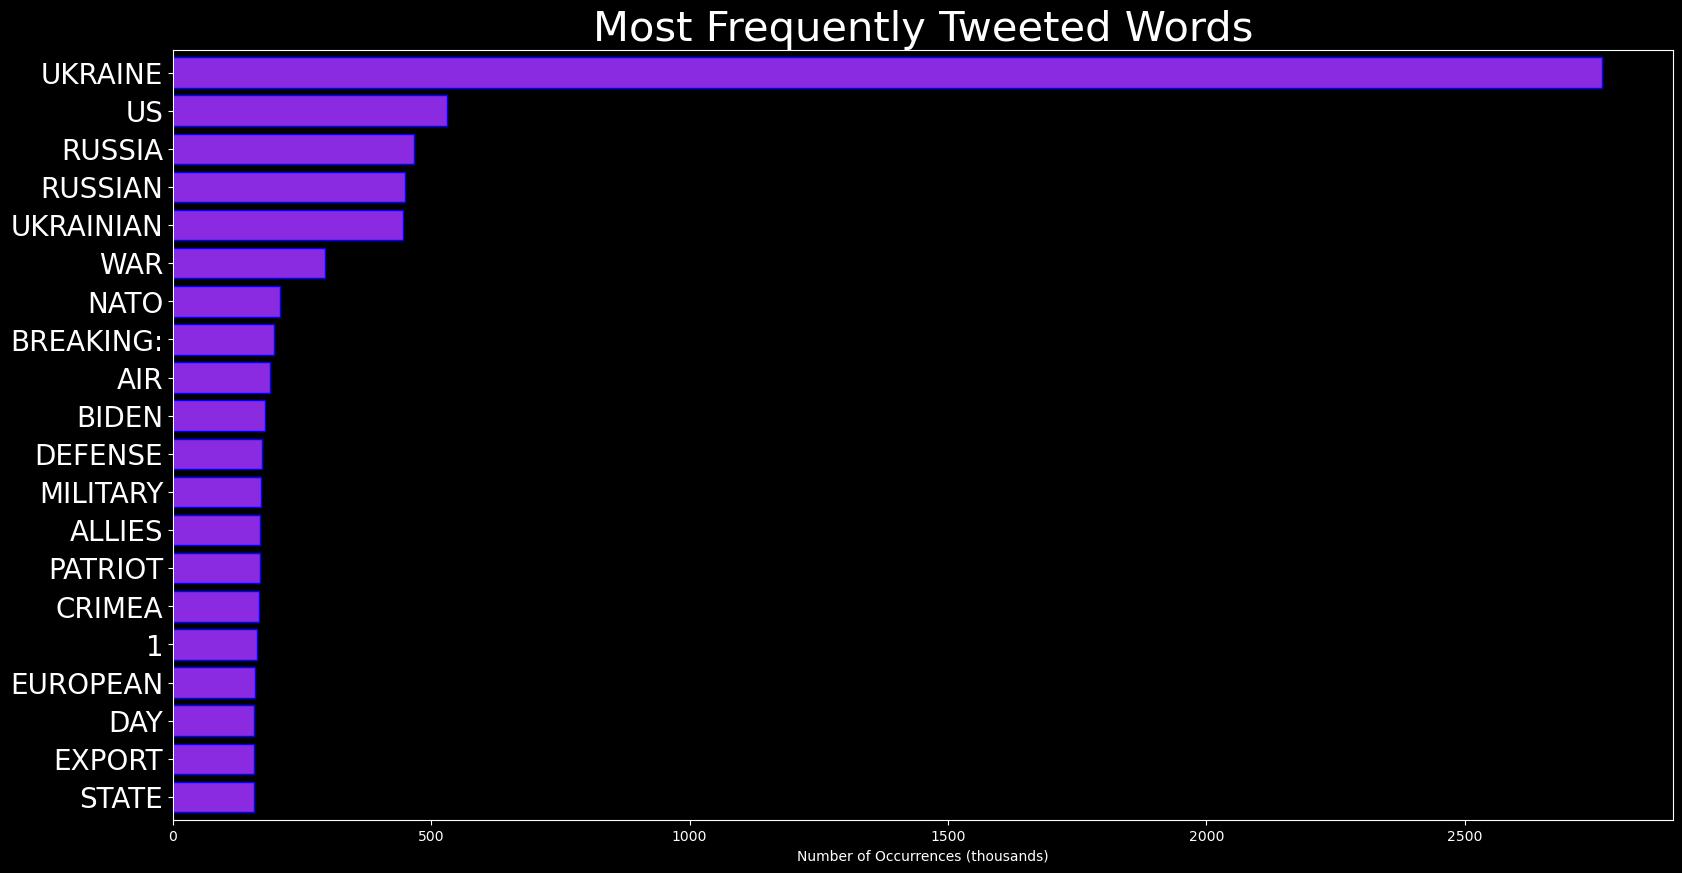 Most Frequently Tweeted Words
UKRAINE
US
RUSSIA
RUSSIAN
UKRAINIAN
WAR
NATO
BREAKING:
AIR
BIDEN
DEFENSE
MILITARY
ALLIES
PATRIOT
CRIMEA
1
EUROPEAN
DAY
EXPORT
STATE
0 500 1000 1500 2000 2500
Number of Occurrences (thousands)